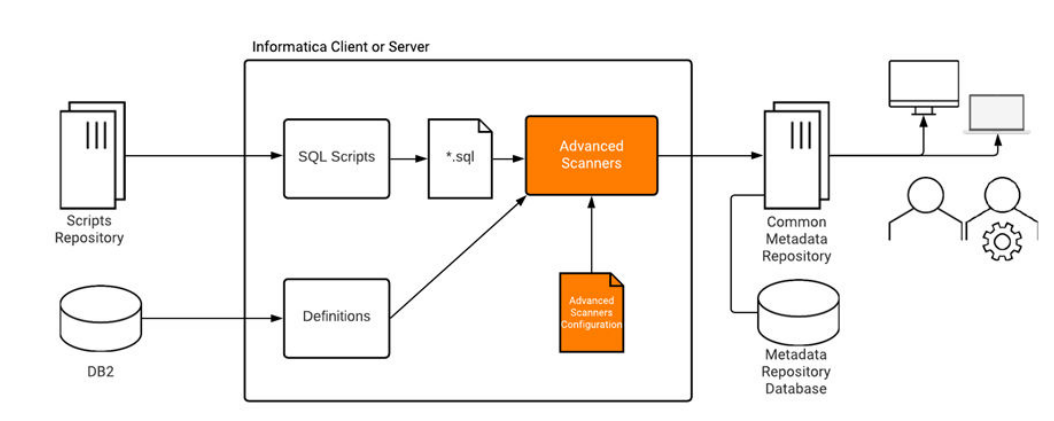 Informatica Client or Server
SQL Scripts
*.sql
Advanced
Scanners
Scripts
Repository
Common
Metadata
Repository
Definitions
Advanced
Scanners
Configuration
DB2
Metadata
Repository
Database